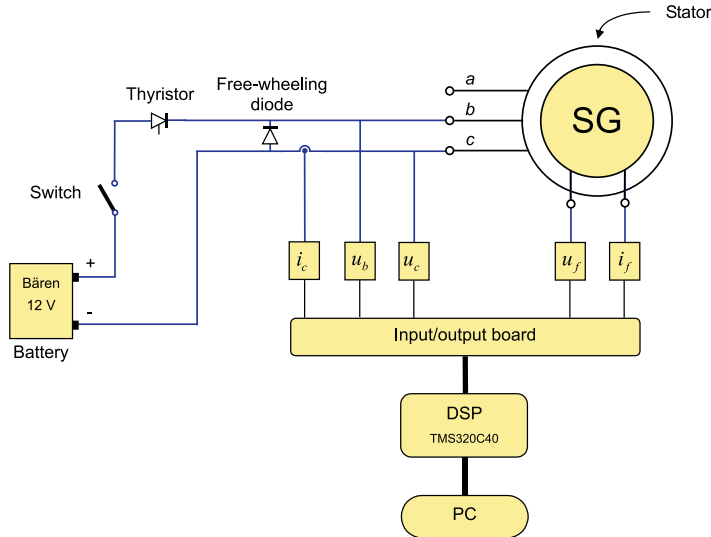 Stator
Thyristor
Free-wheeling
diode
a
b
c
SG
Switch
+
Bären
12 V
-
Battery
i_c
u_b
u_c
u_f
i_f
Input/output board
DSP
TMS320C40
PC